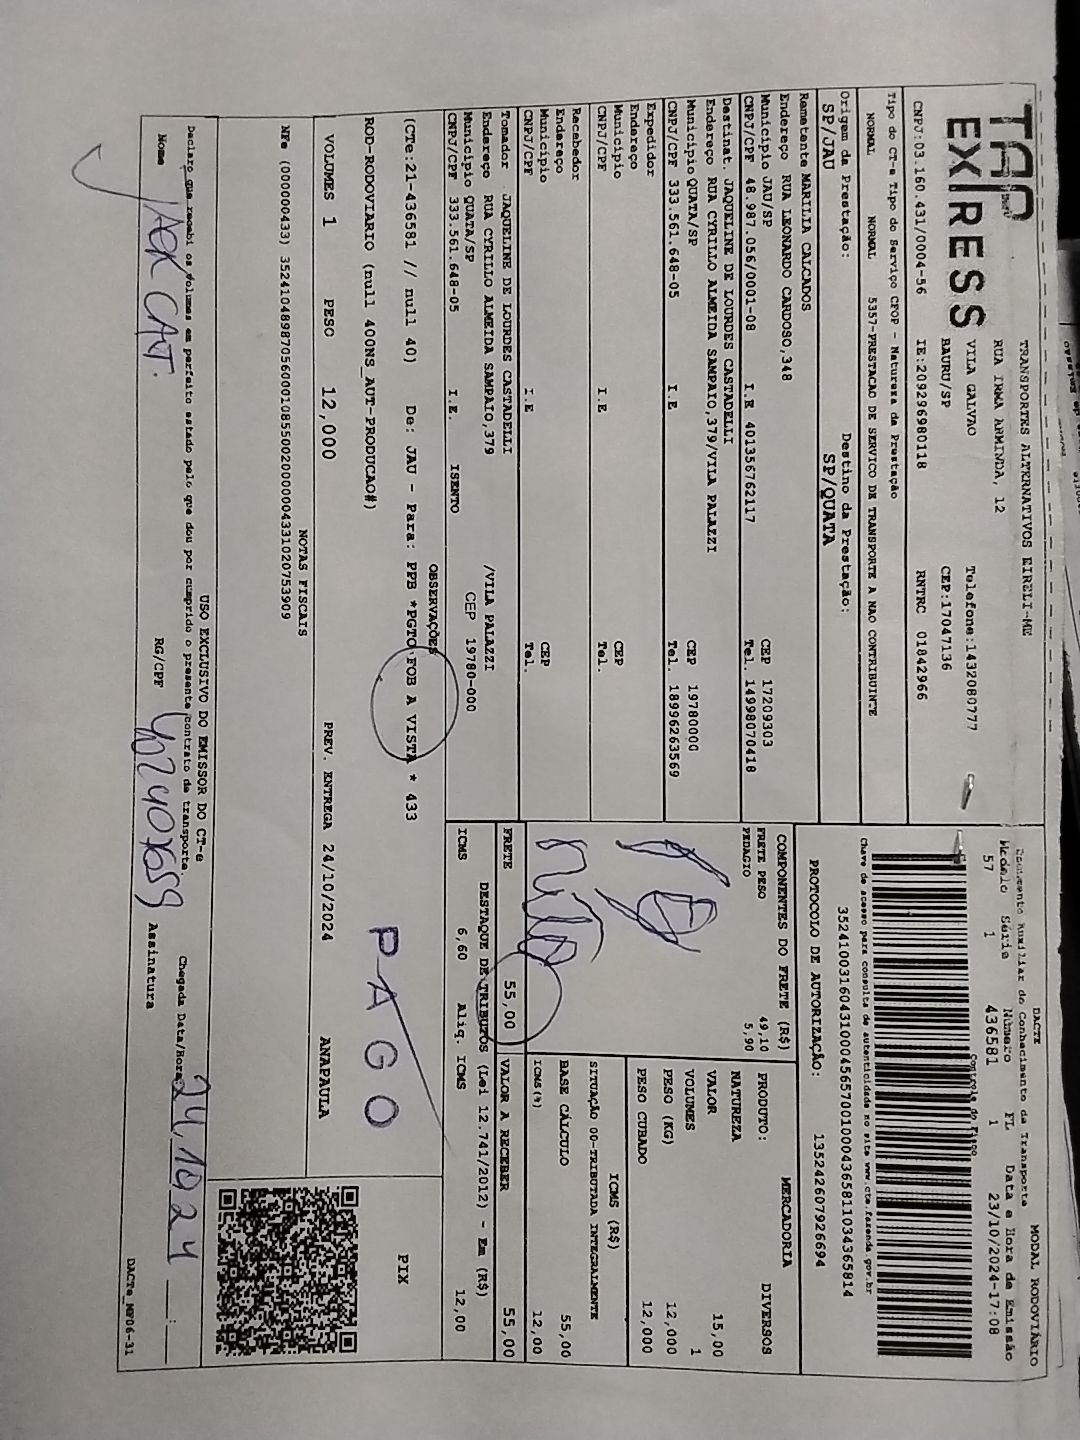 TAP EXPRESS
TRANSPORTES ALTERNATIVOS EIRELI-ME
RUA IRMA ARMINDA, 12
VILA GALVAO Telefone:1432080777
BAURU/SP CEP:17047136
CNPJ:03.160.431/0004-56 IE:209296980118 RNTRC 01842966
DACTE MODAL RODOVIÁRIO
Documento Auxiliar do Conhecimento de Transporte
Modelo Série Número FL Data e Hora de Emissão
57 1 436581 1 23/10/2024-17:08
Controle do Fisco
Chave de acesso para consulta de autenticidade no site www.cte.fazenda.gov.br
35241003160431000456570010004365811034365814
PROTOCOLO DE AUTORIZAÇÃO: 135242607926694
Tipo do CT-e Tipo do Serviço CFOP - Natureza da Prestação
NORMAL NORMAL 5357-PRESTACAO DE SERVICO DE TRANSPORTE A NAO CONTRIBUINTE
Origem da Prestação: Destino da Prestação:
SP/JAU SP/QUATA
Remetente MARILIA CALCADOS
Endereço RUA LEONARDO CARDOSO,348
Município JAU/SP CEP 17209303
CNPJ/CPF 48.987.056/0001-08 I.E 401356762117 Tel. 14998070418
Destinat. JAQUELINE DE LOURDES CASTADELLI
Endereço RUA CYRILLO ALMEIDA SAMPAIO,379/VILA PALAZZI
Município QUATA/SP CEP 19780000
CNPJ/CPF 333.561.648-05 I.E Tel. 18996263569
Expedidor
Endereço
Município CEP
CNPJ/CPF I.E Tel.
Recebedor
Endereço
Município CEP
CNPJ/CPF I.E Tel.
Tomador JAQUELINE DE LOURDES CASTADELLI
Endereço RUA CYRILLO ALMEIDA SAMPAIO,379 /VILA PALAZZI
Município QUATA/SP CEP 19780-000
CNPJ/CPF 333.561.648-05 I.E. ISENTO
COMPONENTES DO FRETE (R$)
FRETE PESO 49,10
PEDAGIO 5,90
FRETE 55,00
MERCADORIA
PRODUTO: DIVERSOS
NATUREZA
VALOR 15,00
VOLUMES 1
PESO (KG) 12,000
PESO CUBADO 12,000
ICMS (R$)
SITUAÇÃO 00-TRIBUTADA INTEGRALMENTE
BASE CÁLCULO 55,00
ICMS(%) 12,00
VALOR A RECEBER 55,00
DESTAQUE DE TRIBUTOS (Lei 12.741/2012) - Em (R$)
ICMS 6,60 Aliq. ICMS 12,00
OBSERVAÇÕES
(CTe:21-436581 // null 40) De: JAU - Para: PPB *PGTO FOB A VISTA * 433
ROD-RODOVIARIO (null 400NS_AUT-PRODUCAO#)
PAGO
VOLUMES 1 PESO 12,000 PREV. ENTREGA 24/10/2024 ANAPAULA
PIX
NOTAS FISCAIS
NFe (000000433) 35241048987056000108550020000004331020753909
USO EXCLUSIVO DO EMISSOR DO CT-e
Declaro que recebi os volumes em perfeito estado pelo que dou por cumprido o presente contrato de transporte.
Nome RG/CPF Assinatura Chegada Data/Hora 24,10,24 __:__
DACTe_MP06-31